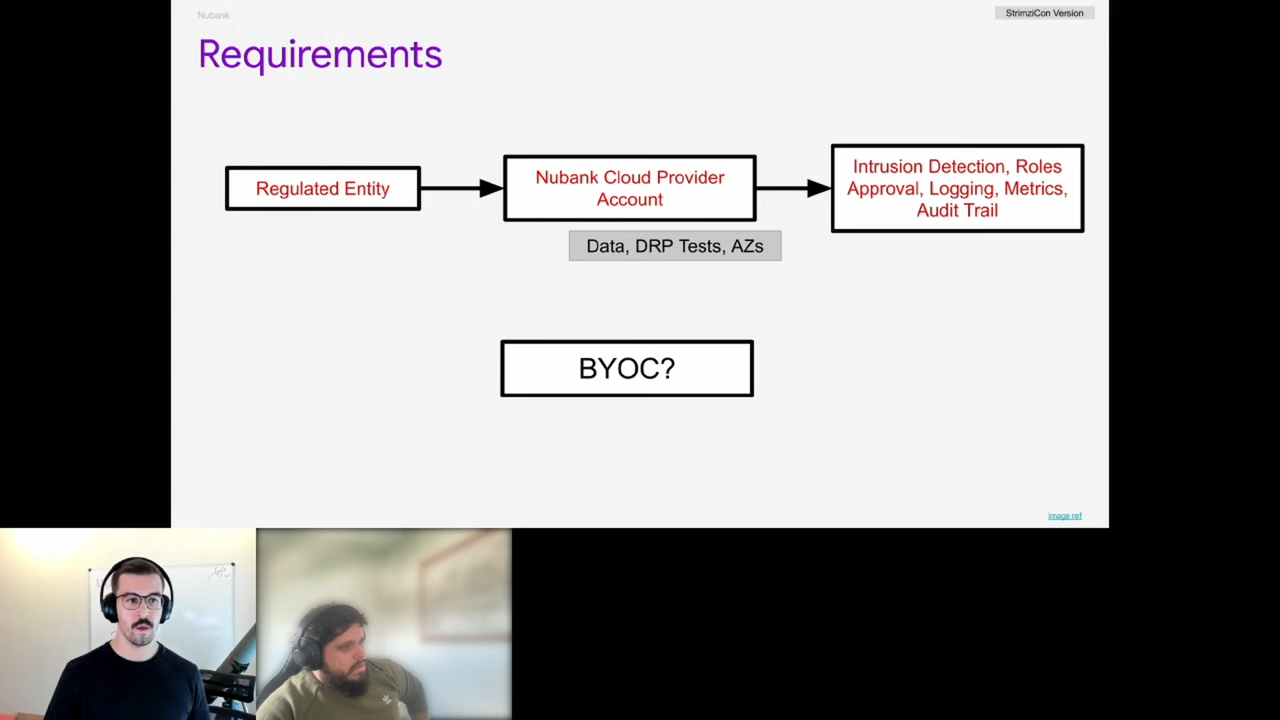 Nubank
StrimziCon Version
Requirements
Regulated Entity
Nubank Cloud Provider
Account
Intrusion Detection, Roles
Approval, Logging, Metrics,
Audit Trail
Data, DRP Tests, AZs
BYOC?
image ref